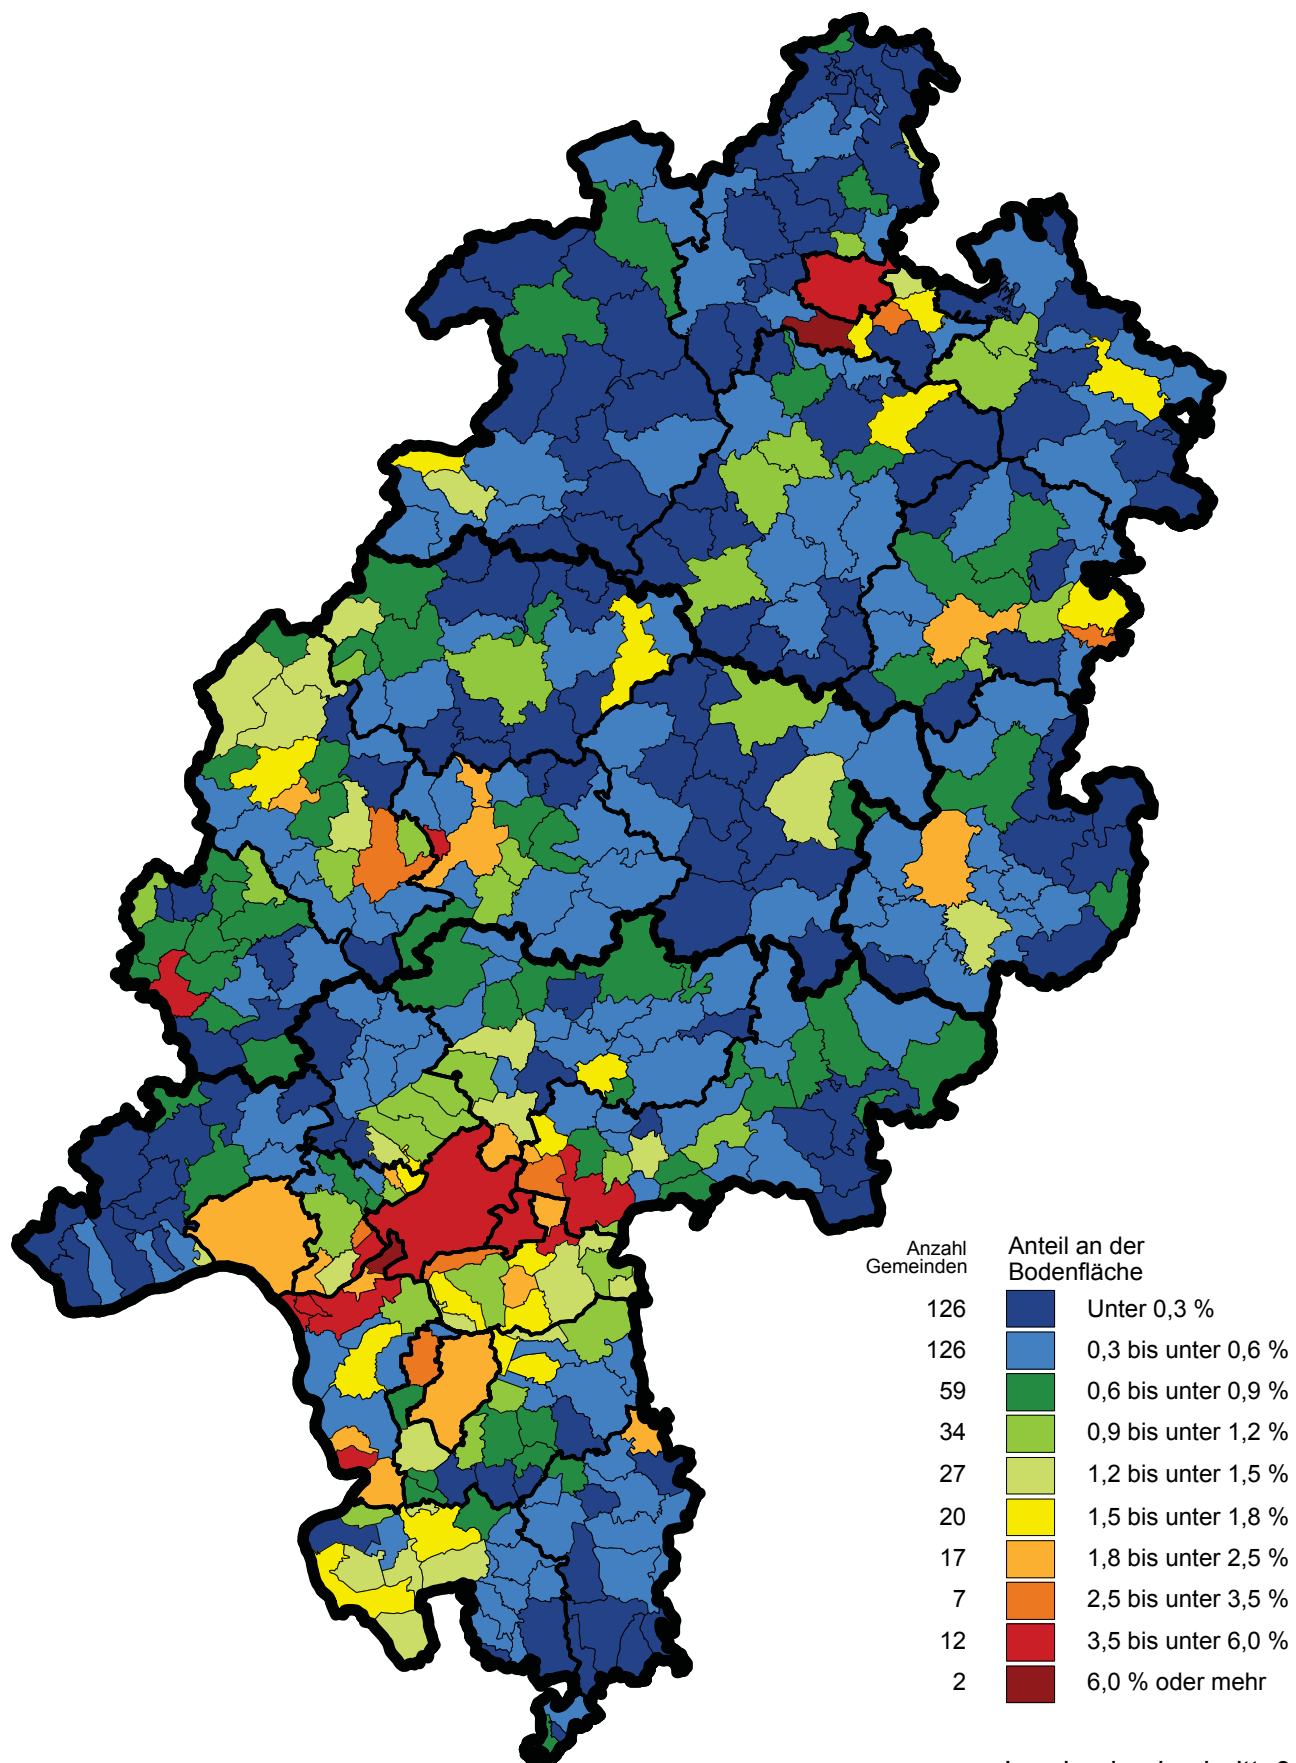 Anzahl
Gemeinden
Anteil an der
Bodenfläche
126 Unter 0,3 %
126 0,3 bis unter 0,6 %
59 0,6 bis unter 0,9 %
34 0,9 bis unter 1,2 %
27 1,2 bis unter 1,5 %
20 1,5 bis unter 1,8 %
17 1,8 bis unter 2,5 %
7 2,5 bis unter 3,5 %
12 3,5 bis unter 6,0 %
2 6,0 % oder mehr